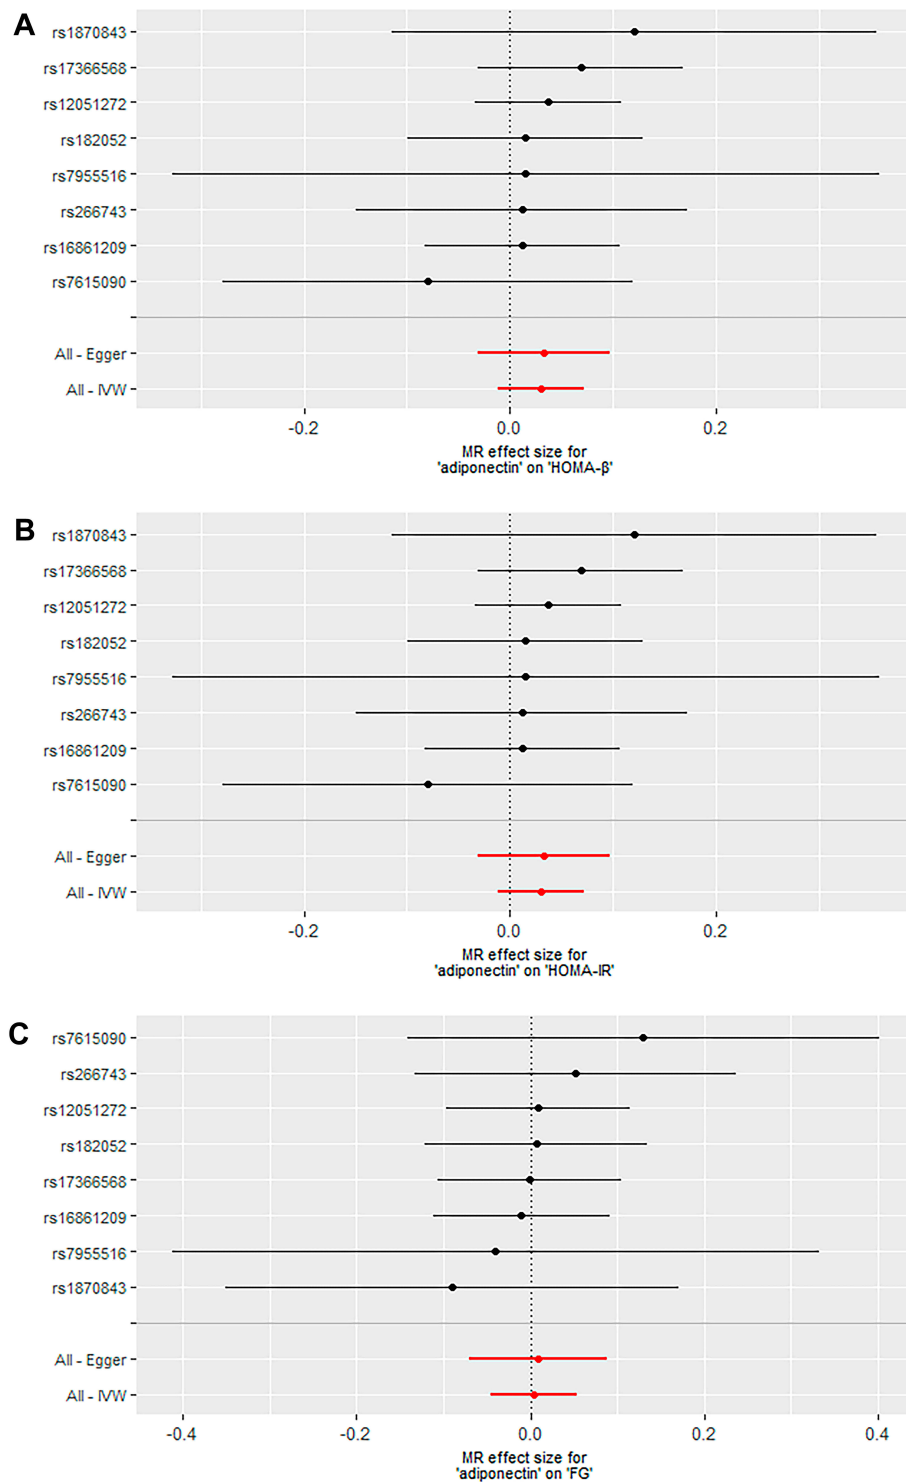 A
rs1870843
rs17366568
rs12051272
rs182052
rs7955516
rs266743
rs16861209
rs7615090
All - Egger
All - IVW
-0.2 0.0 0.2
MR effect size for
'adiponectin' on 'HOMA-β'
B
rs1870843
rs17366568
rs12051272
rs182052
rs7955516
rs266743
rs16861209
rs7615090
All - Egger
All - IVW
-0.2 0.0 0.2
MR effect size for
'adiponectin' on 'HOMA-IR'
C
rs7615090
rs266743
rs12051272
rs182052
rs17366568
rs16861209
rs7955516
rs1870843
All - Egger
All - IVW
-0.4 -0.2 0.0 0.2 0.4
MR effect size for
'adiponectin' on 'FG'